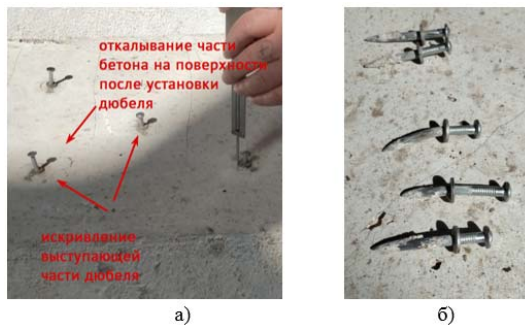 откалывание части
бетона на поверхности
после установки
дюбеля
искривление
выступающей
части дюбеля
а)
б)